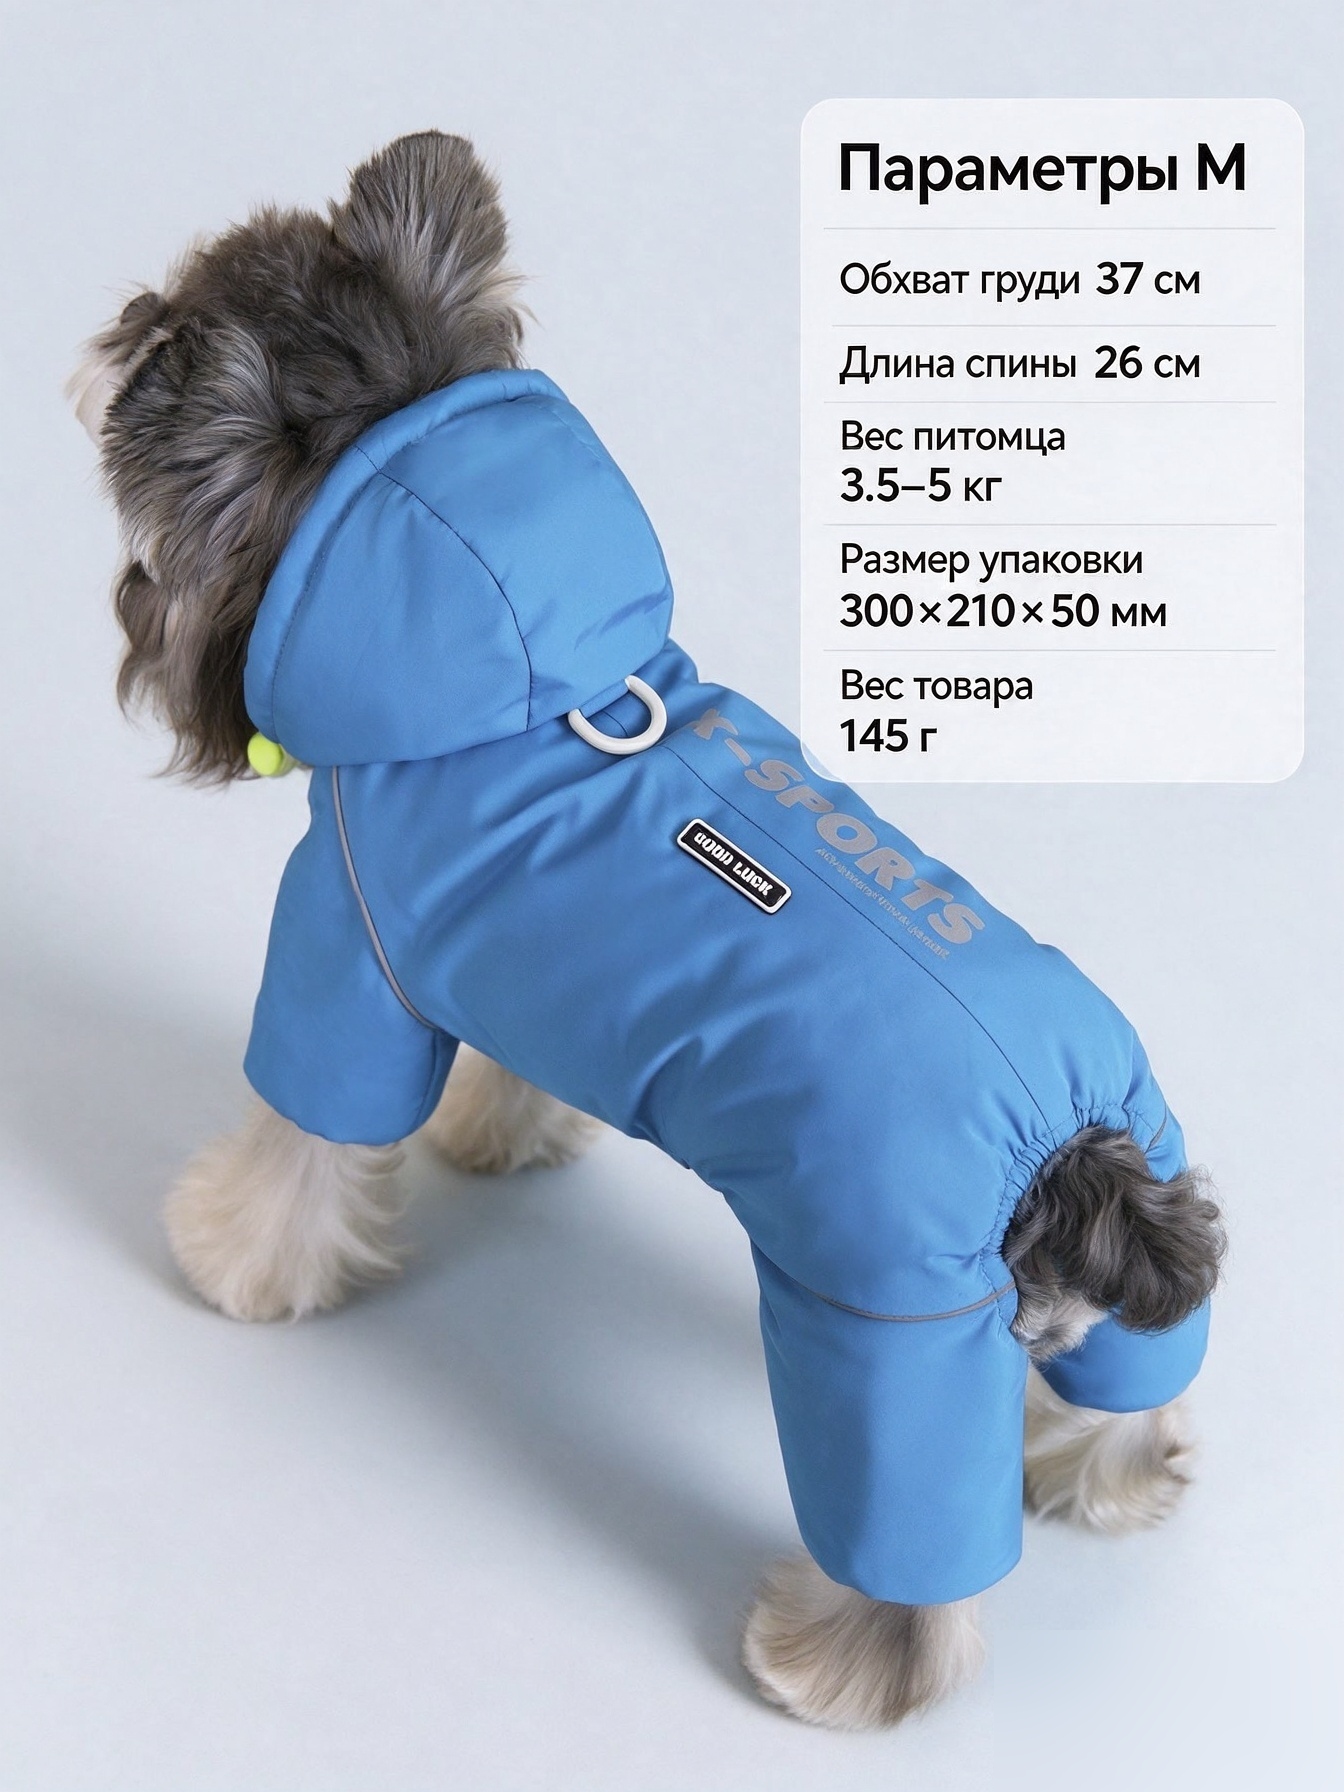 Параметры M
Обхват груди 37 см
Длина спины 26 см
Вес питомца
3.5–5 кг
Размер упаковки
300×210×50 мм
Вес товара
145 г
X-SPORTS
GOOD LUCK